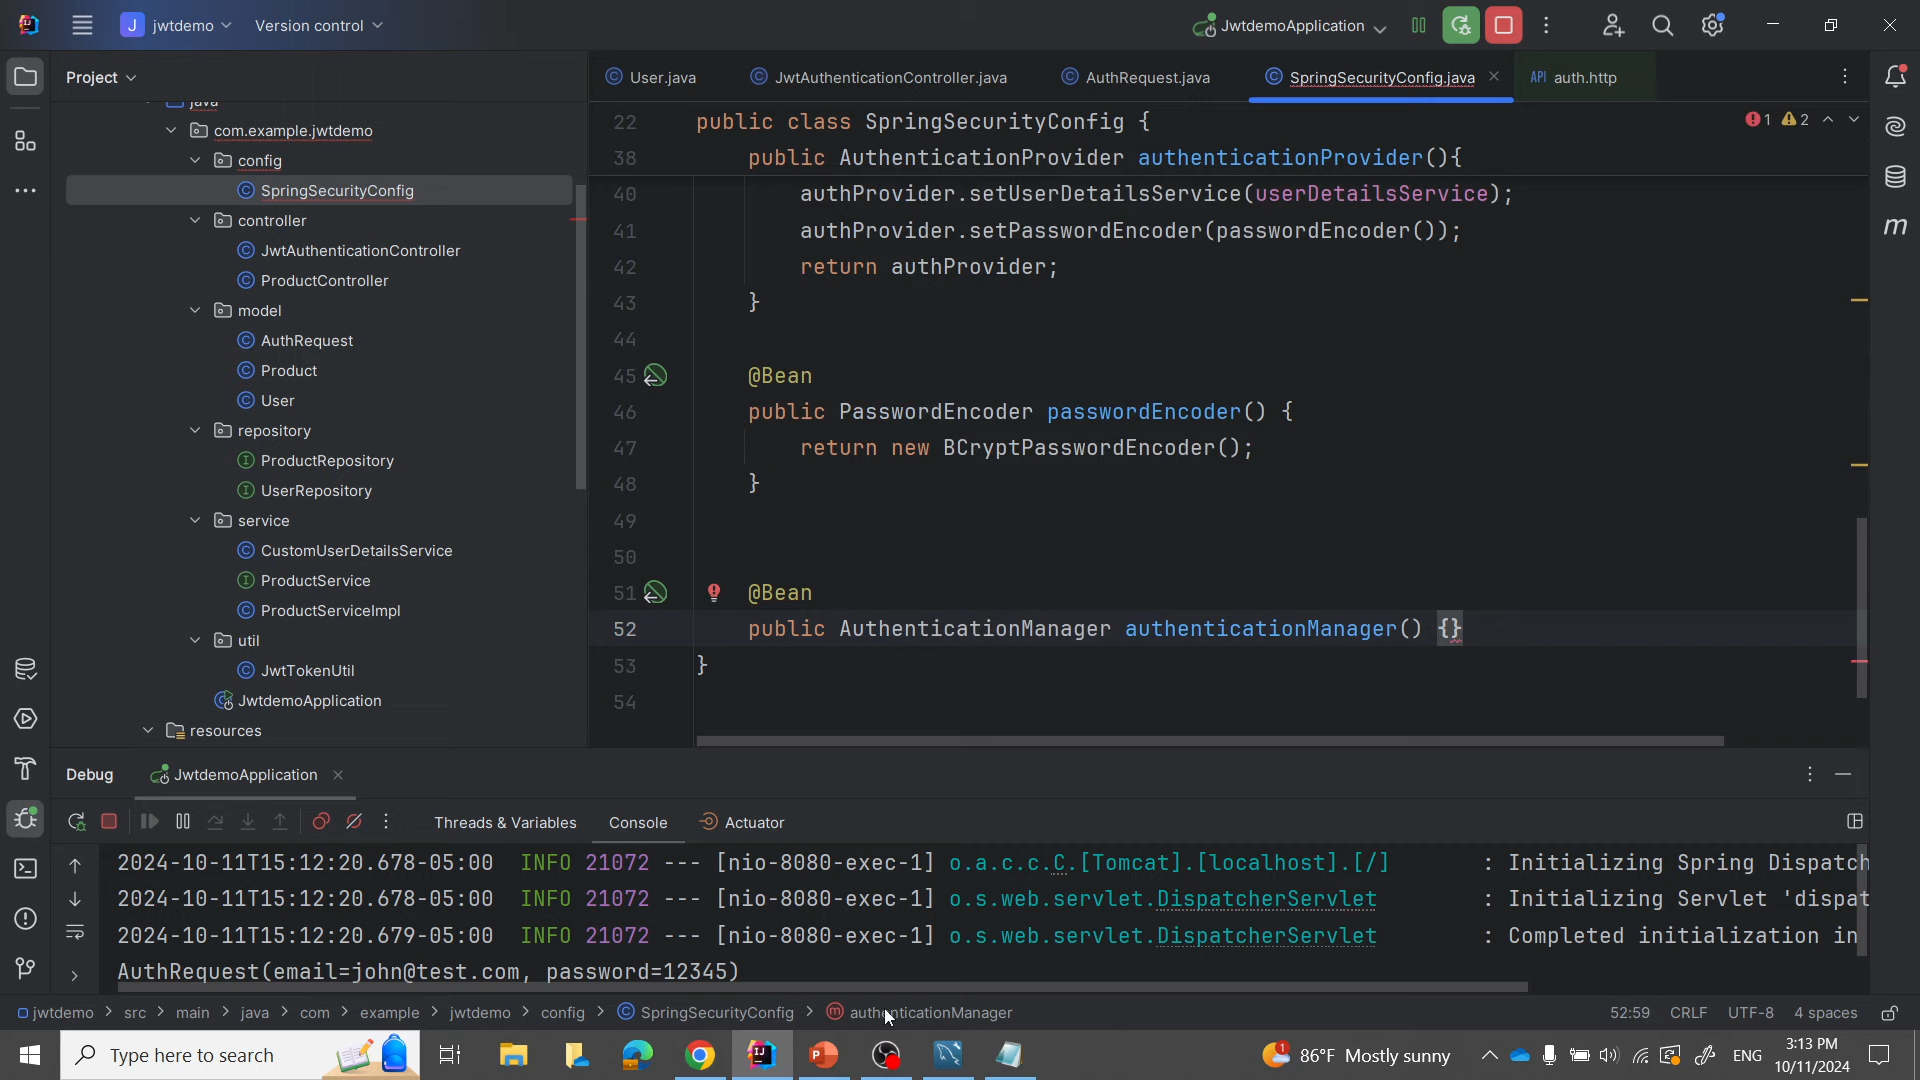 J jwtdemo Version control JwtdemoApplication
Project
User.java JwtAuthenticationController.java AuthRequest.java SpringSecurityConfig.java API auth.http
java
com.example.jwtdemo
config
SpringSecurityConfig
controller
JwtAuthenticationController
ProductController
model
AuthRequest
Product
User
repository
ProductRepository
UserRepository
service
CustomUserDetailsService
ProductService
ProductServiceImpl
util
JwtTokenUtil
JwtdemoApplication
resources
22 public class SpringSecurityConfig {
1 2
38 public AuthenticationProvider authenticationProvider(){
40 authProvider.setUserDetailsService(userDetailsService);
41 authProvider.setPasswordEncoder(passwordEncoder());
42 return authProvider;
43 }
44
45 @Bean
46 public PasswordEncoder passwordEncoder() {
47 return new BCryptPasswordEncoder();
48 }
49
50
51 @Bean
52 public AuthenticationManager authenticationManager() {}
53 }
54
Debug JwtdemoApplication
Threads & Variables Console Actuator
2024-10-11T15:12:20.678-05:00 INFO 21072 --- [nio-8080-exec-1] o.a.c.c.C.[Tomcat].[localhost].[/] : Initializing Spring Dispatch
2024-10-11T15:12:20.678-05:00 INFO 21072 --- [nio-8080-exec-1] o.s.web.servlet.DispatcherServlet : Initializing Servlet 'dispat
2024-10-11T15:12:20.679-05:00 INFO 21072 --- [nio-8080-exec-1] o.s.web.servlet.DispatcherServlet : Completed initialization in
AuthRequest(email=john@test.com, password=12345)
jwtdemo > src > main > java > com > example > jwtdemo > config > SpringSecurityConfig > authenticationManager 52:59 CRLF UTF-8 4 spaces
Type here to search
86°F Mostly sunny
ENG
3:13 PM
10/11/2024